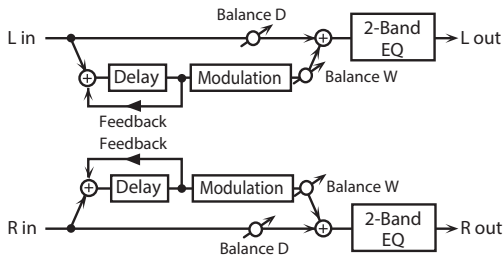 Balance D
L in
2-Band
EQ
L out
Delay
Modulation
Balance W
Feedback
Feedback
Delay
Modulation
Balance W
R in
Balance D
2-Band
EQ
R out